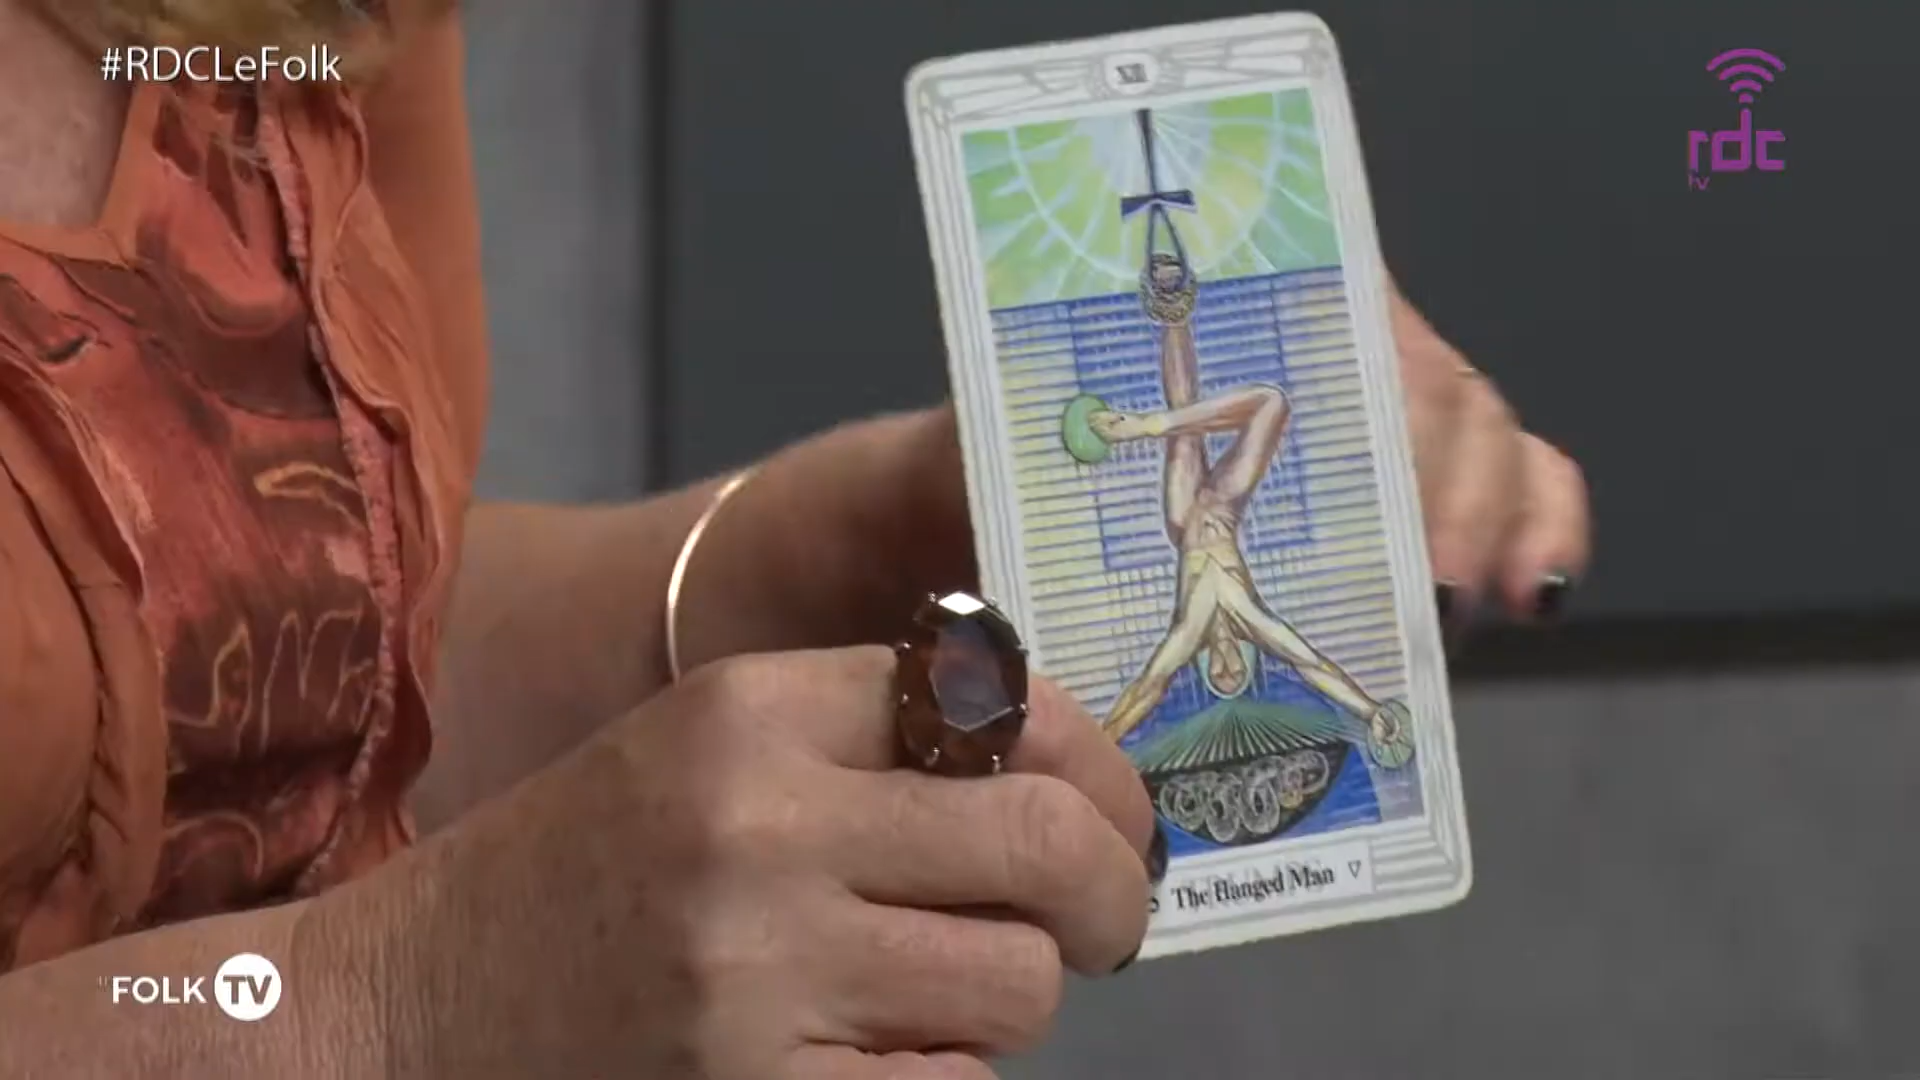 #RDCLeFolk
rdc
tv
XII
The Hanged Man
FOLK TV